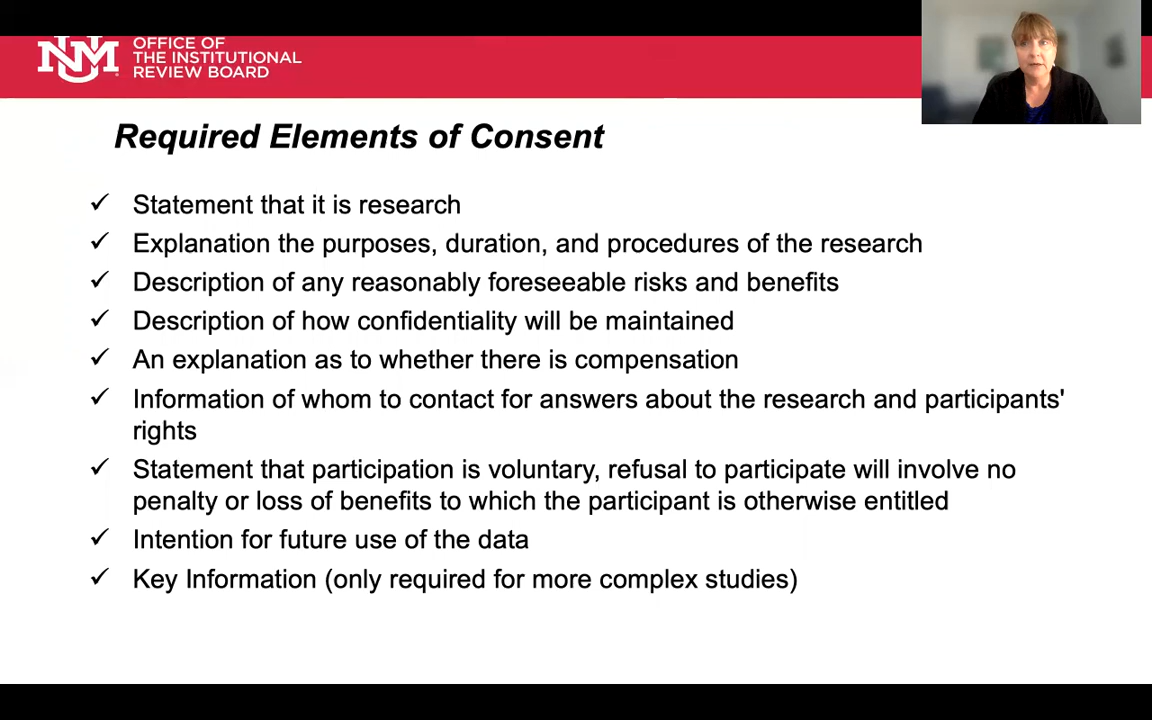 UNM
OFFICE OF
THE INSTITUTIONAL
REVIEW BOARD
Required Elements of Consent
✓ Statement that it is research
✓ Explanation the purposes, duration, and procedures of the research
✓ Description of any reasonably foreseeable risks and benefits
✓ Description of how confidentiality will be maintained
✓ An explanation as to whether there is compensation
✓ Information of whom to contact for answers about the research and participants'
rights
✓ Statement that participation is voluntary, refusal to participate will involve no
penalty or loss of benefits to which the participant is otherwise entitled
✓ Intention for future use of the data
✓ Key Information (only required for more complex studies)